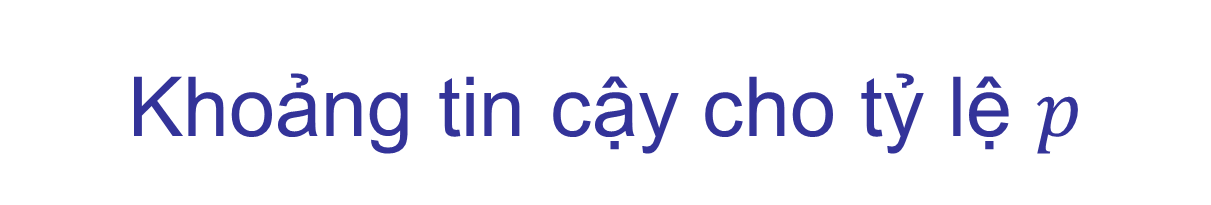 Khoảng tin cậy cho tỷ lệ p